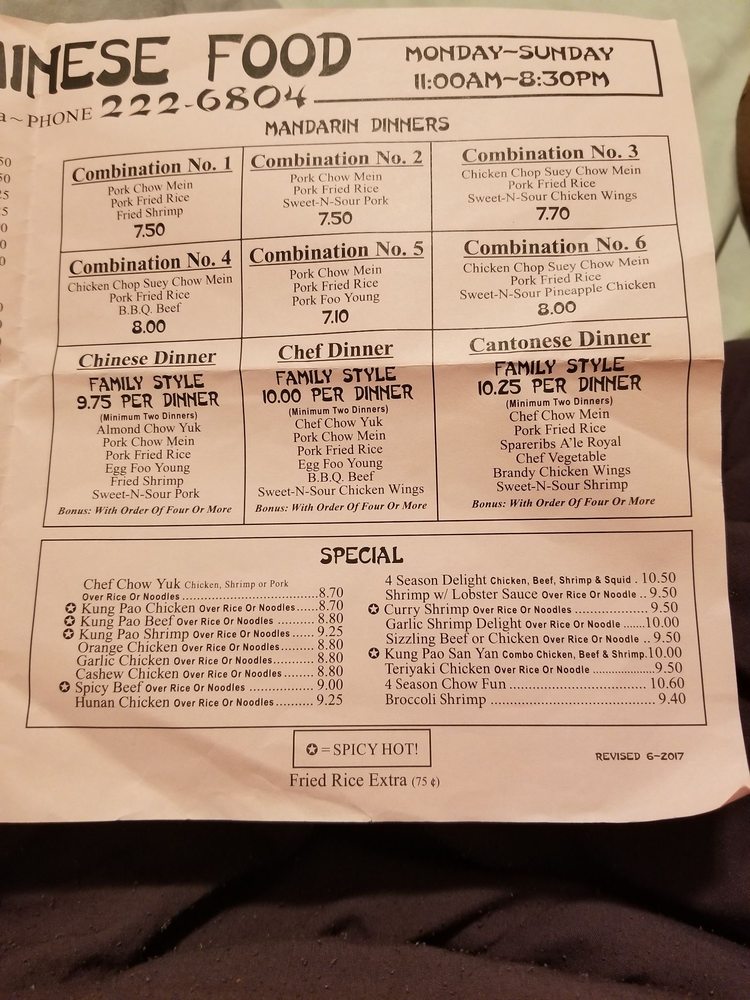 INESE FOOD
MONDAY~SUNDAY
11:00AM~8:30PM
a ~ PHONE 222-6804
MANDARIN DINNERS
Combination No. 1
Pork Chow Mein
Pork Fried Rice
Fried Shrimp
7.50
Combination No. 2
Pork Chow Mein
Pork Fried Rice
Sweet-N-Sour Pork
7.50
Combination No. 3
Chicken Chop Suey Chow Mein
Pork Fried Rice
Sweet-N-Sour Chicken Wings
7.70
Combination No. 4
Chicken Chop Suey Chow Mein
Pork Fried Rice
B.B.Q. Beef
8.00
Combination No. 5
Pork Chow Mein
Pork Fried Rice
Pork Foo Young
7.10
Combination No. 6
Chicken Chop Suey Chow Mein
Pork Fried Rice
Sweet-N-Sour Pineapple Chicken
8.00
Chinese Dinner
FAMILY STYLE
9.75 PER DINNER
(Minimum Two Dinners)
Almond Chow Yuk
Pork Chow Mein
Pork Fried Rice
Egg Foo Young
Fried Shrimp
Sweet-N-Sour Pork
Bonus: With Order Of Four Or More
Chef Dinner
FAMILY STYLE
10.00 PER DINNER
(Minimum Two Dinners)
Chef Chow Yuk
Pork Chow Mein
Pork Fried Rice
Egg Foo Young
B.B.Q. Beef
Sweet-N-Sour Chicken Wings
Bonus: With Order Of Four Or More
Cantonese Dinner
FAMILY STYLE
10.25 PER DINNER
(Minimum Two Dinners)
Chef Chow Mein
Pork Fried Rice
Spareribs A'le Royal
Chef Vegetable
Brandy Chicken Wings
Sweet-N-Sour Shrimp
Bonus: With Order Of Four Or More
SPECIAL
Chef Chow Yuk Chicken, Shrimp or Pork
Over Rice Or Noodles ..........8.70
✪ Kung Pao Chicken Over Rice Or Noodles.....8.70
✪ Kung Pao Beef Over Rice Or Noodles ........ 8.80
✪ Kung Pao Shrimp Over Rice Or Noodles..... 9.25
Orange Chicken Over Rice Or Noodles......... 8.80
Garlic Chicken Over Rice Or Noodles.......... 8.80
Cashew Chicken Over Rice Or Noodles........ 8.80
✪ Spicy Beef Over Rice Or Noodles ............ 9.00
Hunan Chicken Over Rice Or Noodles......... 9.25
4 Season Delight Chicken, Beef, Shrimp & Squid . 10.50
Shrimp w/ Lobster Sauce Over Rice Or Noodle .. 9.50
✪ Curry Shrimp Over Rice Or Noodles ............ 9.50
Garlic Shrimp Delight Over Rice Or Noodle ......10.00
Sizzling Beef or Chicken Over Rice Or Noodle .. 9.50
✪ Kung Pao San Yan Combo Chicken, Beef & Shrimp.10.00
Teriyaki Chicken Over Rice Or Noodle ............9.50
4 Season Chow Fun ............ 10.60
Broccoli Shrimp ............ 9.40
✪ = SPICY HOT!
REVISED 6-2017
Fried Rice Extra (75 ¢)